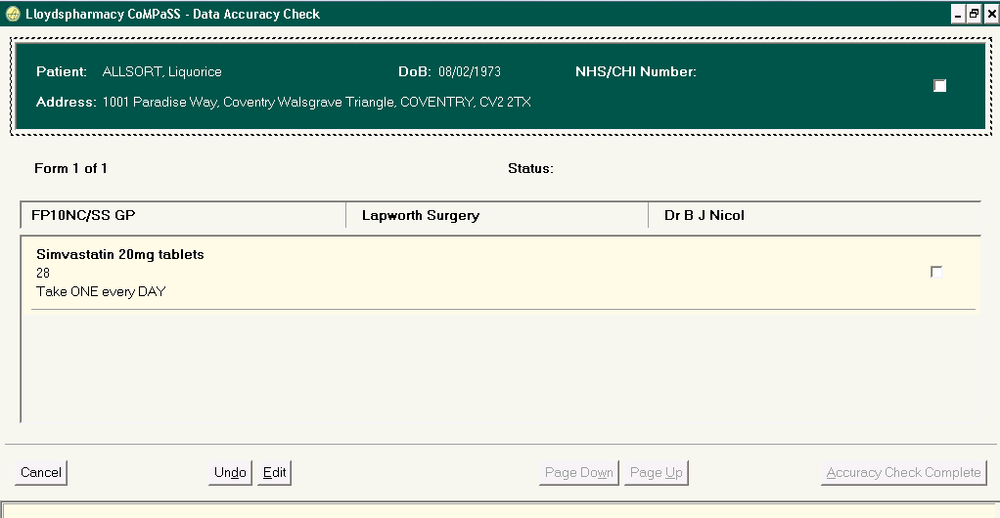 Lloydspharmacy CoMPaSS - Data Accuracy Check
Patient: ALLSORT, Liquorice DoB: 08/02/1973 NHS/CHI Number:
Address: 1001 Paradise Way, Coventry Walsgrave Triangle, COVENTRY, CV2 2TX
Form 1 of 1 Status:
FP10NC/SS GP Lapworth Surgery Dr B J Nicol
Simvastatin 20mg tablets
28
Take ONE every DAY
Cancel Undo Edit Page Down Page Up Accuracy Check Complete